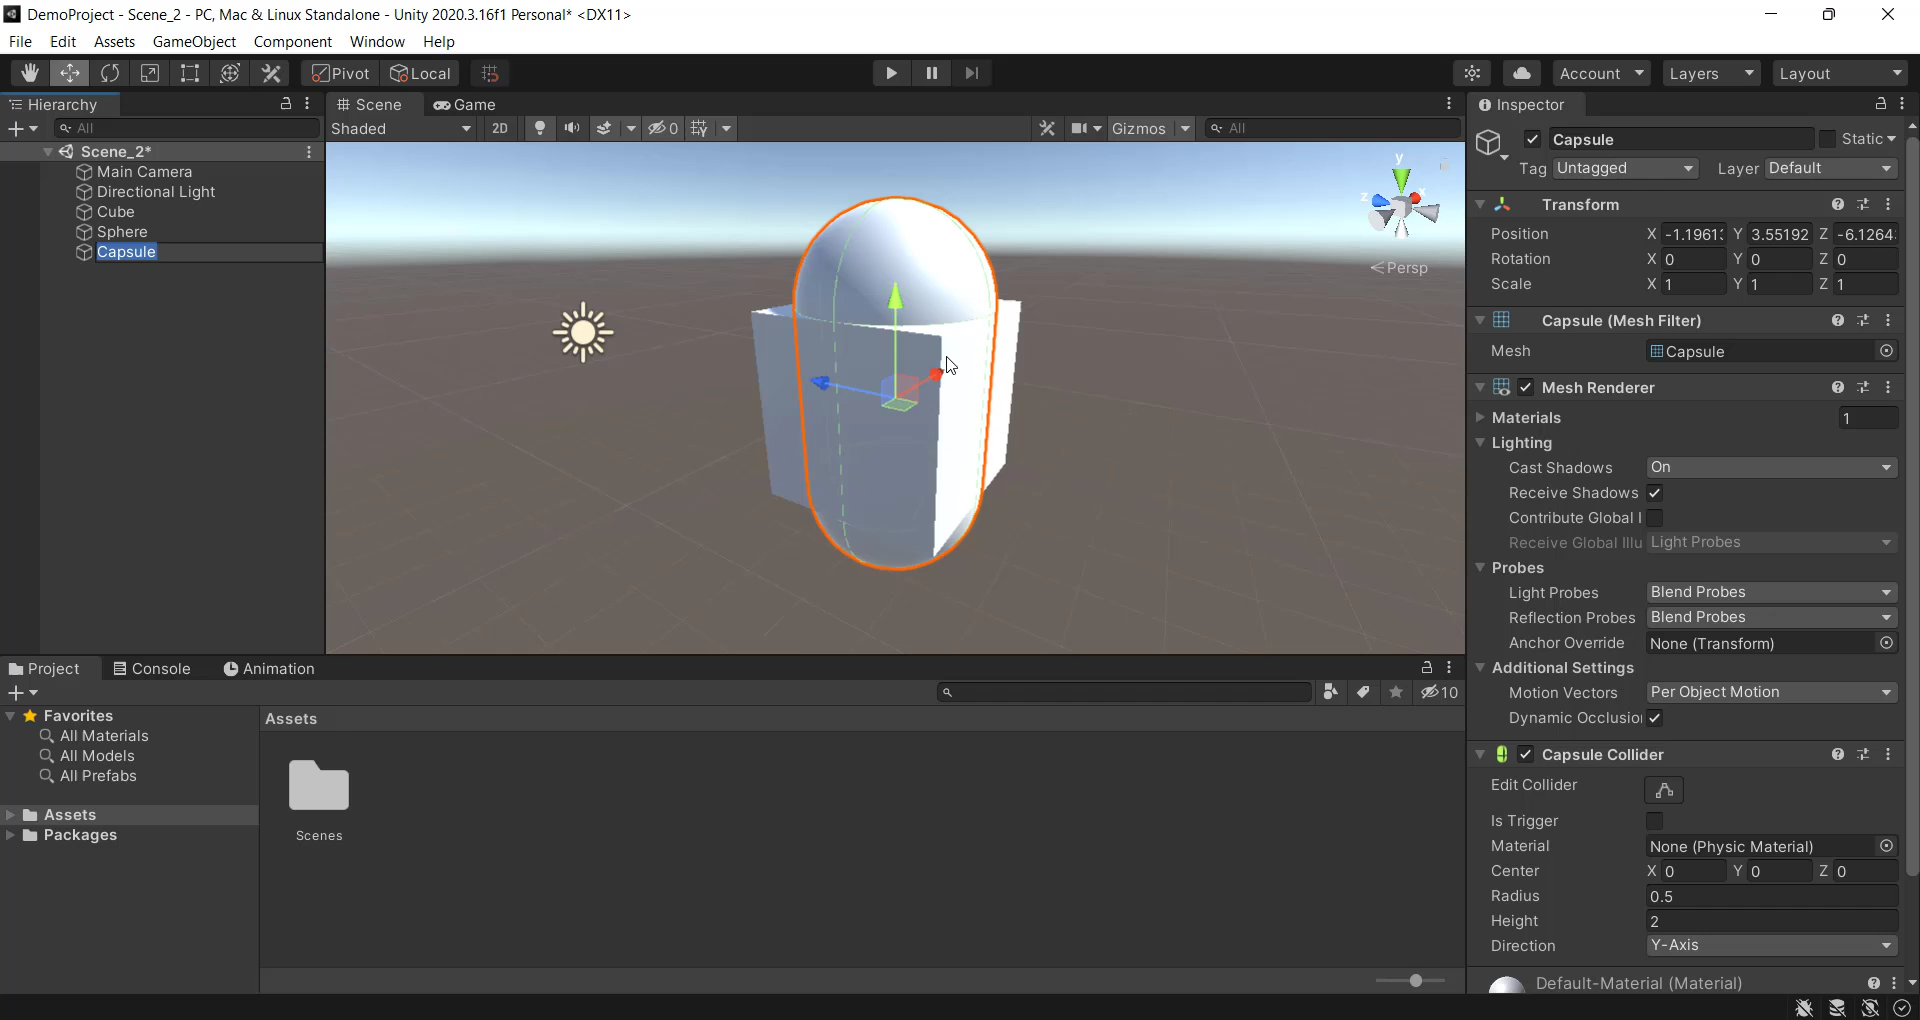 DemoProject - Scene_2 - PC, Mac & Linux Standalone - Unity 2020.3.16f1 Personal* <DX11>
File Edit Assets GameObject Component Window Help
Pivot Local Account Layers Layout
Hierarchy
All
Scene_2*
Main Camera
Directional Light
Cube
Sphere
Capsule
Scene Game
Shaded 2D 0 Gizmos All
y
x
z
Persp
Inspector
Capsule Static
Tag Untagged Layer Default
Transform
Position X -1.1961: Y 3.55192 Z -6.1264:
Rotation X 0 Y 0 Z 0
Scale X 1 Y 1 Z 1
Capsule (Mesh Filter)
Mesh Capsule
Mesh Renderer
Materials 1
Lighting
Cast Shadows On
Receive Shadows
Contribute Global I
Receive Global Illu Light Probes
Probes
Light Probes Blend Probes
Reflection Probes Blend Probes
Anchor Override None (Transform)
Additional Settings
Motion Vectors Per Object Motion
Dynamic Occlusio
Capsule Collider
Edit Collider
Is Trigger
Material None (Physic Material)
Center X 0 Y 0 Z 0
Radius 0.5
Height 2
Direction Y-Axis
Default-Material (Material)
Project Console Animation
10
Favorites
All Materials
All Models
All Prefabs
Assets
Packages
Assets
Scenes